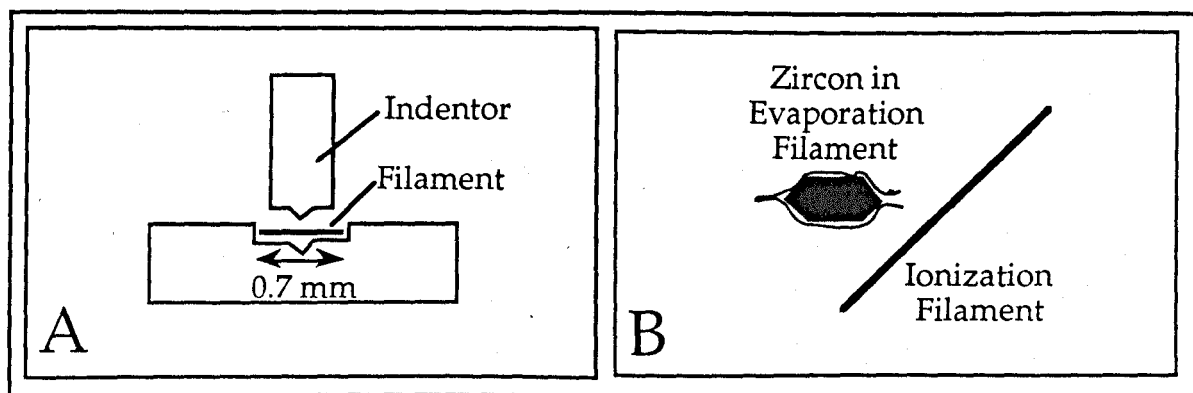 Indentor
Filament
0.7 mm
A
Zircon in
Evaporation
Filament
Ionization
Filament
B